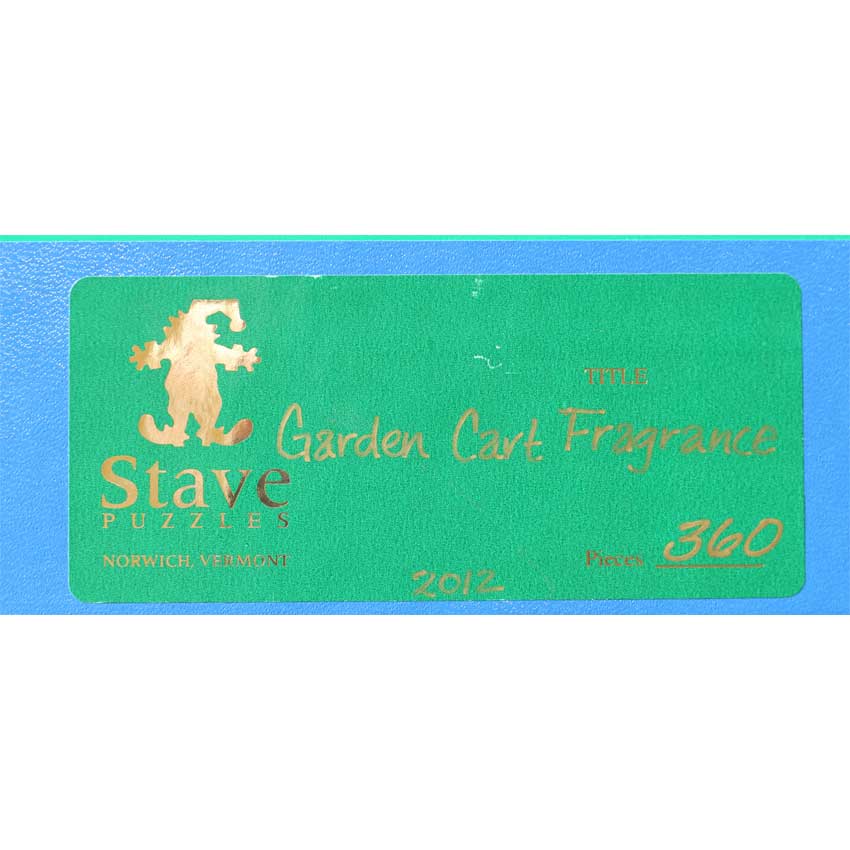 TITLE
Garden Cart Fragrance
Stave
PUZZLES
NORWICH, VERMONT
Pieces 360
2012